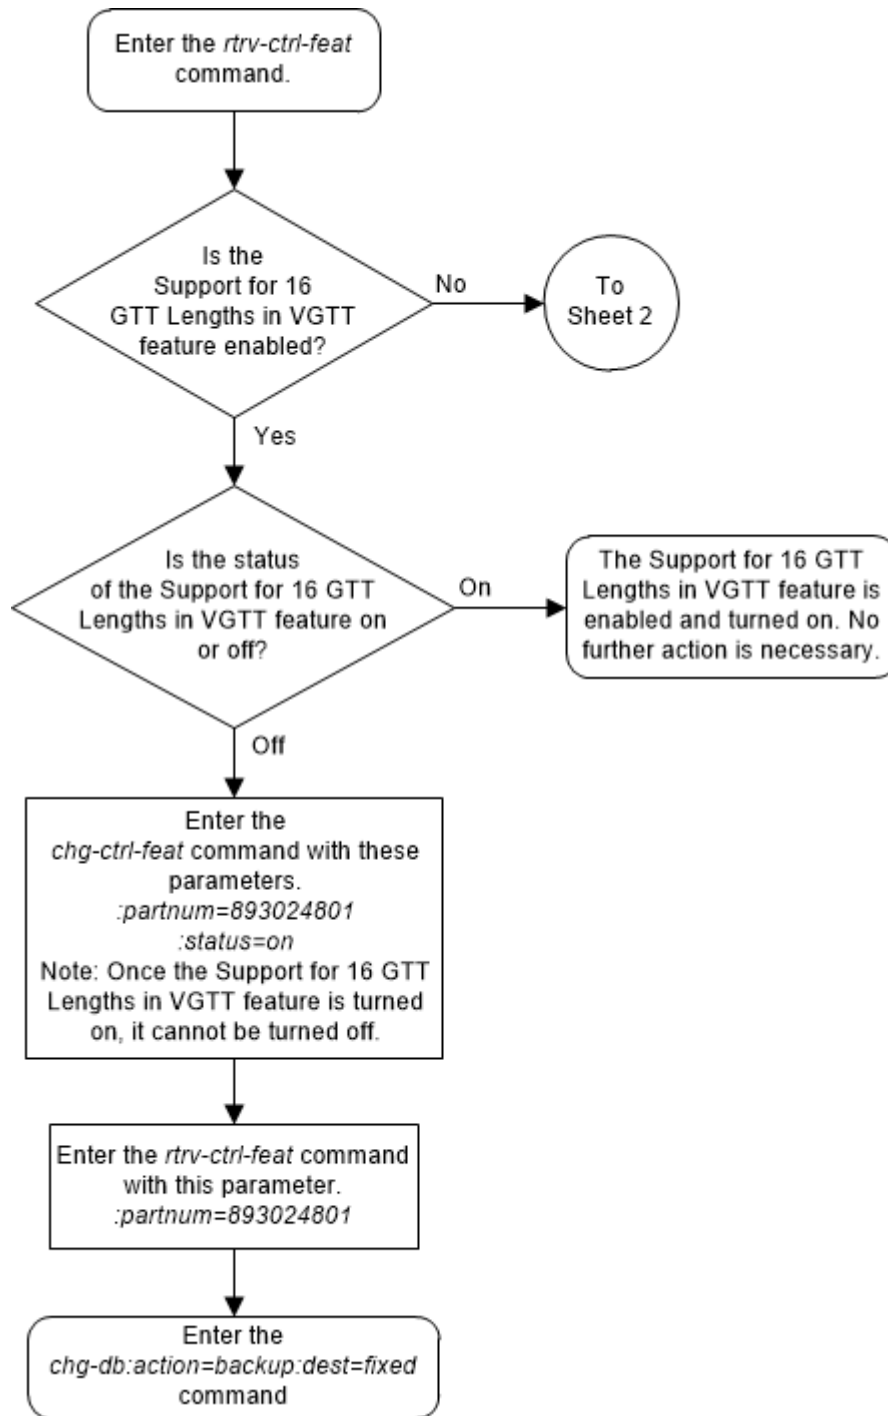 Enter the rtrv-ctrl-feat
command.
Is the
Support for 16
GTT Lengths in VGTT
feature enabled?
No
To
Sheet 2
Yes
Is the status
of the Support for 16 GTT
Lengths in VGTT feature on
or off?
On
The Support for 16 GTT
Lengths in VGTT feature is
enabled and turned on. No
further action is necessary.
Off
Enter the
chg-ctrl-feat command with these
parameters.
:partnum=893024801
:status=on
Note: Once the Support for 16 GTT
Lengths in VGTT feature is turned
on, it cannot be turned off.
Enter the rtrv-ctrl-feat command
with this parameter.
:partnum=893024801
Enter the
chg-db:action=backup:dest=fixed
command